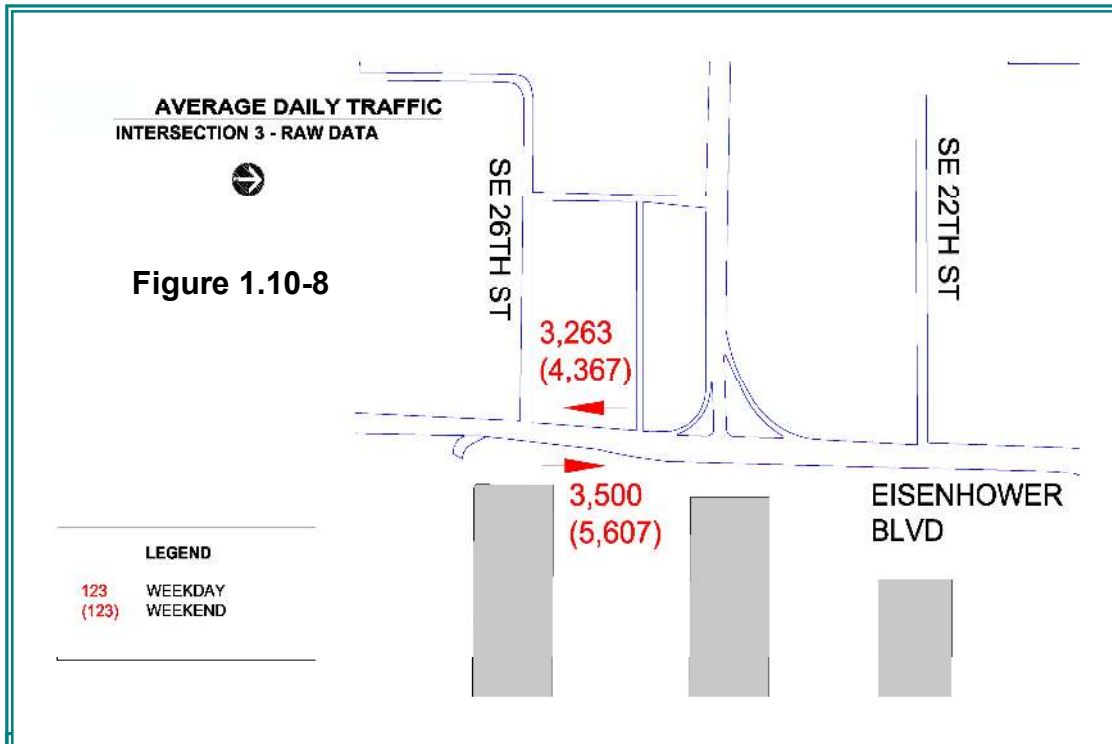 AVERAGE DAILY TRAFFIC
INTERSECTION 3 - RAW DATA
Figure 1.10-8
SE 26TH ST
SE 22TH ST
3,263
(4,367)
3,500
(5,607)
EISENHOWER
BLVD
LEGEND
123 WEEKDAY
(123) WEEKEND